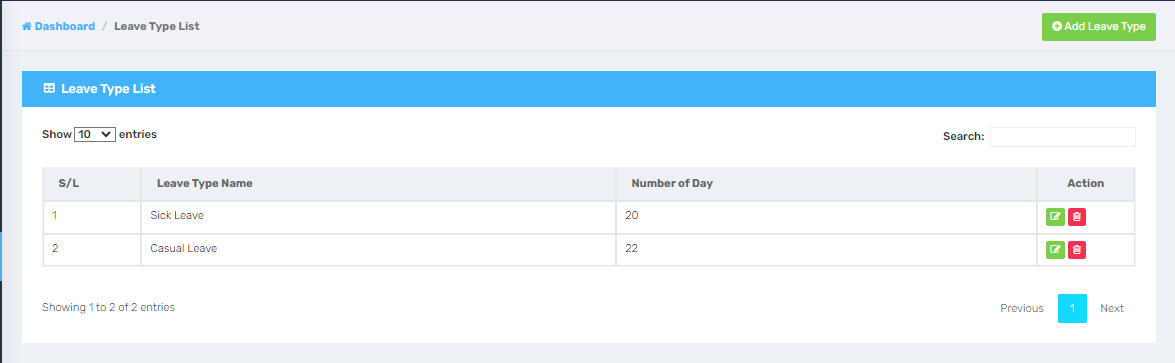 Dashboard / Leave Type List
Add Leave Type
Leave Type List
Show 10 entries
Search:
S/L Leave Type Name Number of Day Action
1 Sick Leave 20
2 Casual Leave 22
Showing 1 to 2 of 2 entries
Previous 1 Next